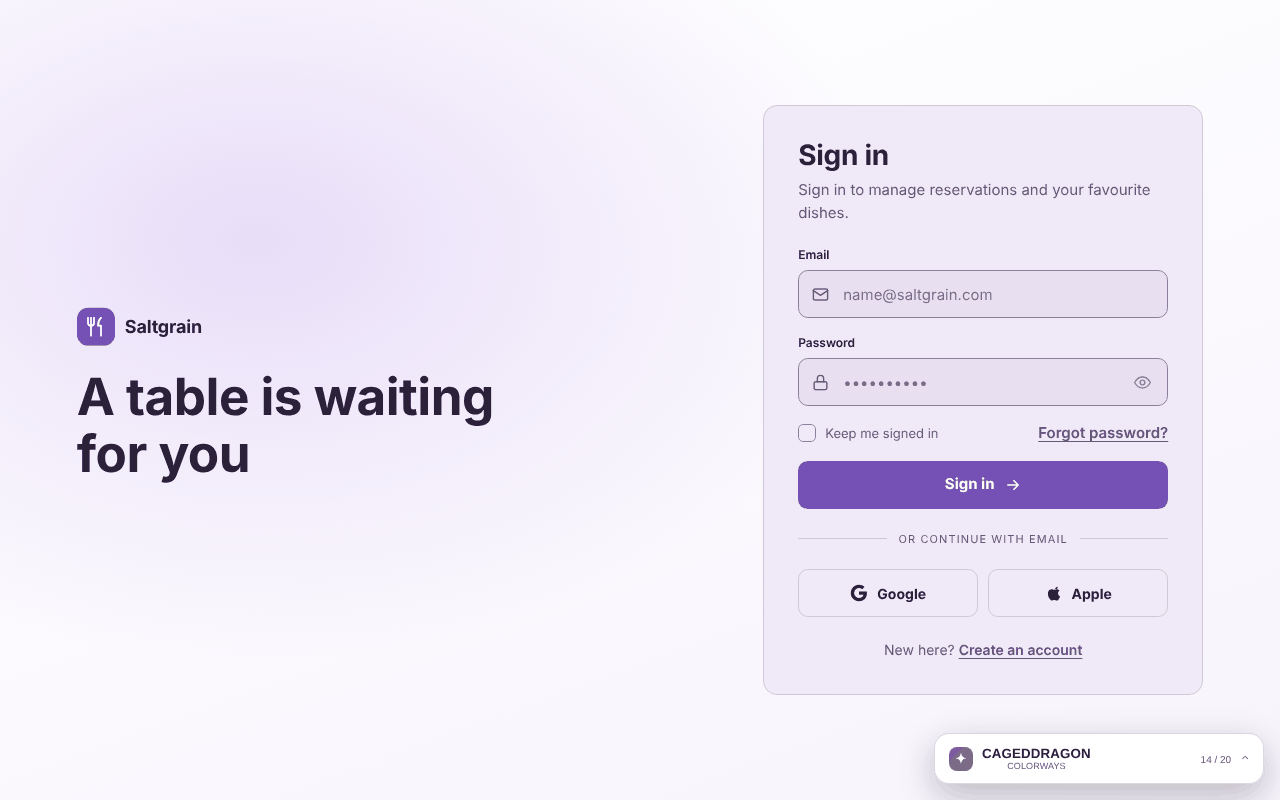 Saltgrain
A table is waiting
for you
Sign in
Sign in to manage reservations and your favourite
dishes.
Email
name@saltgrain.com
Password
••••••••••
Keep me signed in
Forgot password?
Sign in →
OR CONTINUE WITH EMAIL
Google
Apple
New here? Create an account
CAGEDDRAGON
COLORWAYS
14 / 20